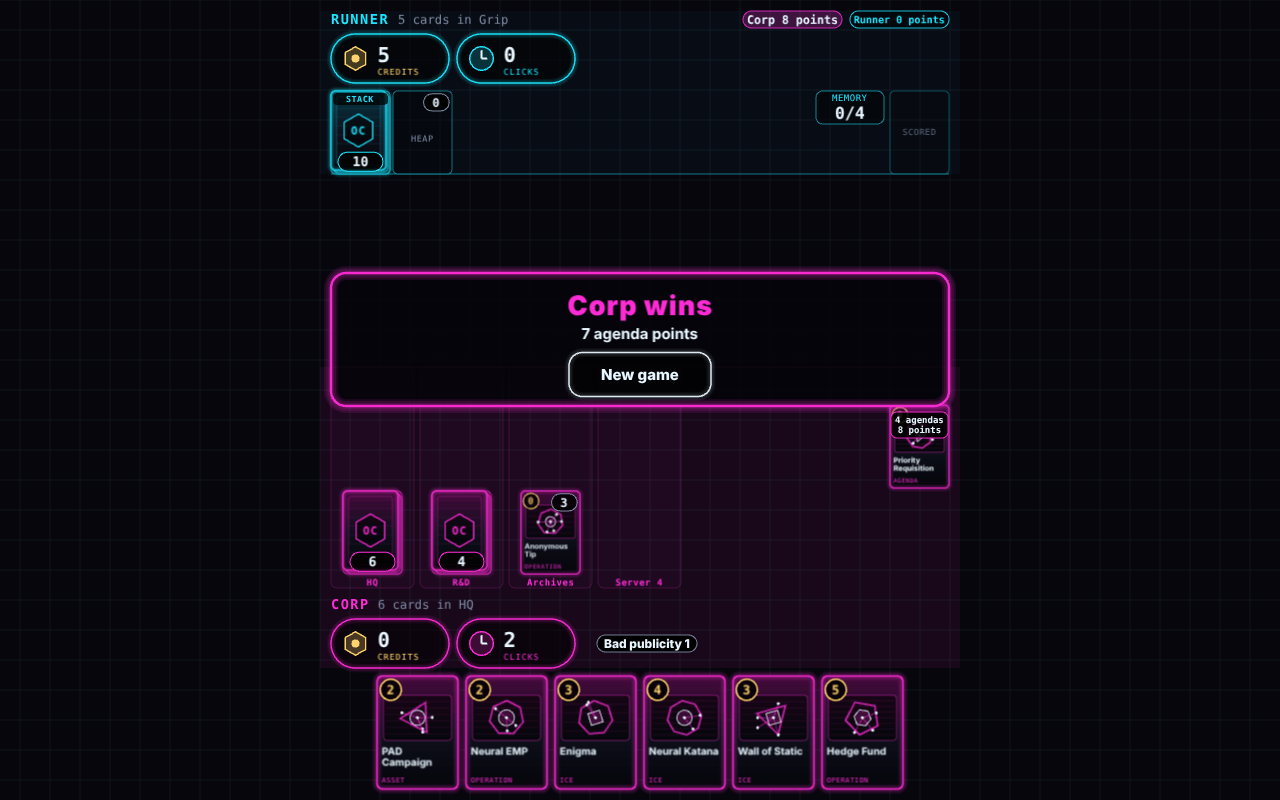 RUNNER 5 cards in Grip
Corp 8 points
Runner 0 points
5
CREDITS
0
CLICKS
STACK
OC
10
0
HEAP
MEMORY
0/4
SCORED
Corp wins
7 agenda points
New game
4 agendas
8 points
Priority
Requisition
AGENDA
OC
6
HQ
OC
4
R&D
0
3
Anonymous
Tip
OPERATION
Archives
Server 4
CORP 6 cards in HQ
0
CREDITS
2
CLICKS
Bad publicity 1
2
PAD
Campaign
ASSET
2
Neural EMP
OPERATION
3
Enigma
ICE
4
Neural Katana
ICE
3
Wall of Static
ICE
5
Hedge Fund
OPERATION